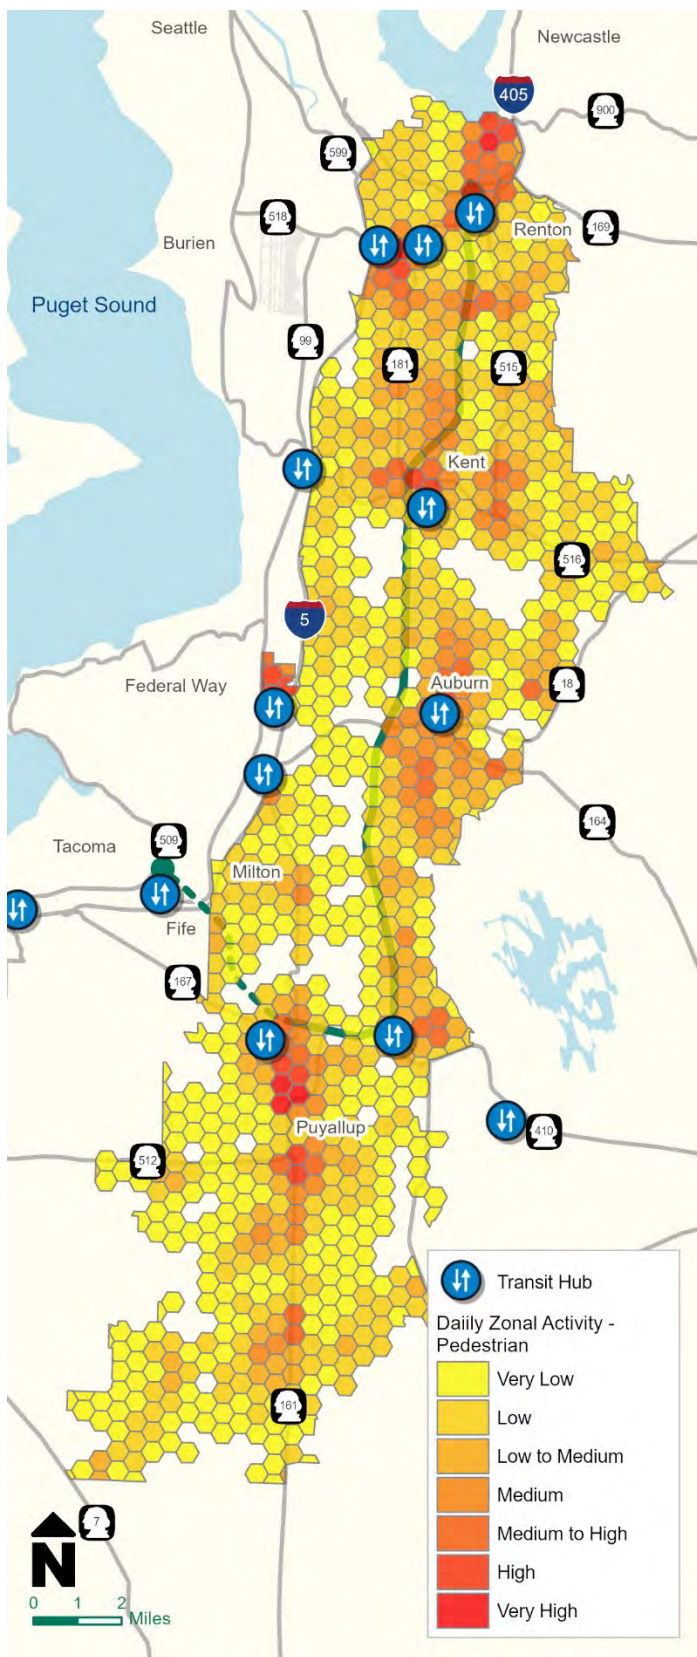 Seattle
Newcastle
405
900
599
518
169
Renton
Burien
Puget Sound
99
181
515
Kent
516
5
Federal Way
Auburn
18
164
509
Tacoma
Milton
Fife
167
Puyallup
410
512
161
7
N
0 1 2
Miles
Transit Hub
Daiily Zonal Activity -
Pedestrian
Very Low
Low
Low to Medium
Medium
Medium to High
High
Very High